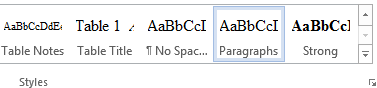 AaBbCcDdEe Table 1 A AaBbCcI AaBbCcI AaBbCcI
Table Notes Table Title ¶ No Spac... Paragraphs Strong
Styles